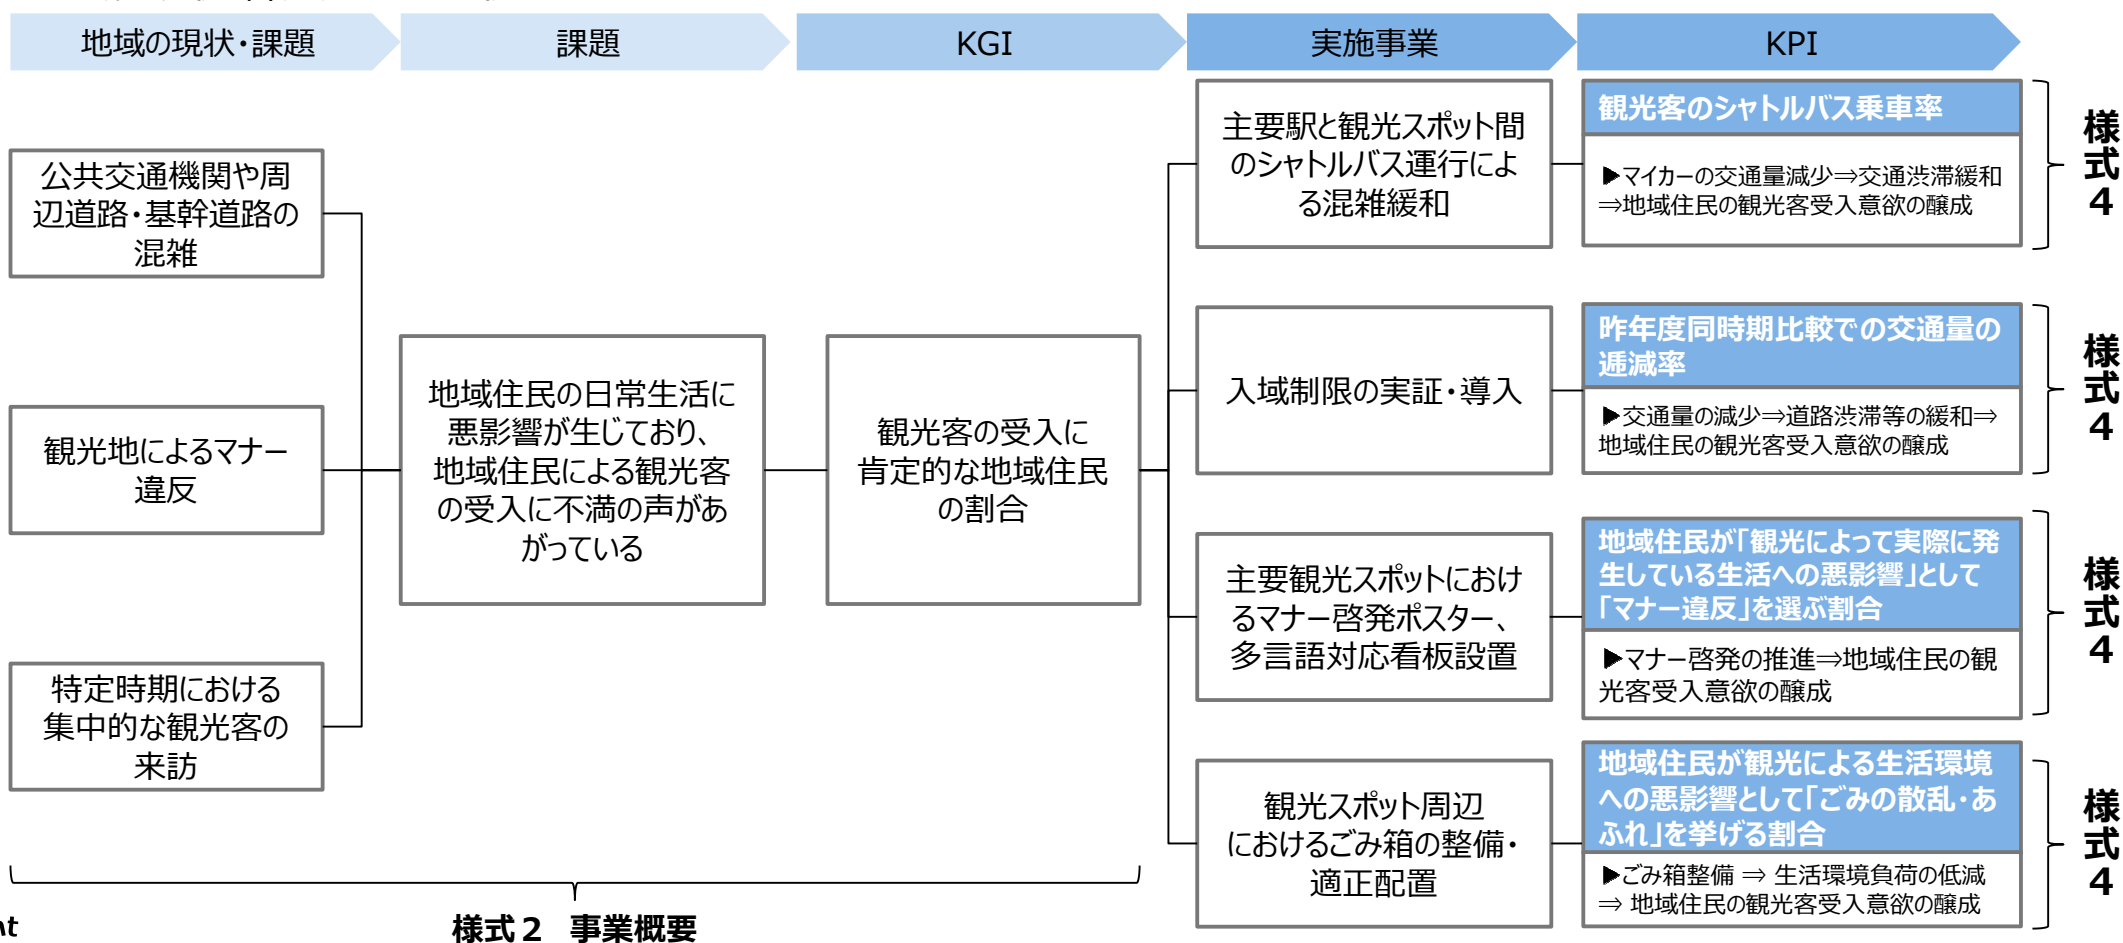 地域の現状・課題
課題
KGI
実施事業
KPI
公共交通機関や周
辺道路・基幹道路の
混雑
観光地によるマナー
違反
特定時期における
集中的な観光客の
来訪
地域住民の日常生活に
悪影響が生じており、
地域住民による観光客
の受入に不満の声があ
がっている
観光客の受入に
肯定的な地域住民
の割合
主要駅と観光スポット間
のシャトルバス運行によ
る混雑緩和
観光客のシャトルバス乗車率
▶マイカーの交通量減少⇒交通渋滞緩和
⇒地域住民の観光客受入意欲の醸成
様式4
入域制限の実証・導入
昨年度同時期比較での交通量の
逓減率
▶交通量の減少⇒道路渋滞等の緩和⇒
地域住民の観光客受入意欲の醸成
様式4
主要観光スポットにおけ
るマナー啓発ポスター、
多言語対応看板設置
地域住民が「観光によって実際に発
生している生活への悪影響」として
「マナー違反」を選ぶ割合
▶マナー啓発の推進⇒地域住民の観
光客受入意欲の醸成
様式4
観光スポット周辺
におけるごみ箱の整備・
適正配置
地域住民が観光による生活環境
への悪影響として「ごみの散乱・あ
ふれ」を挙げる割合
▶ごみ箱整備 ⇒ 生活環境負荷の低減
⇒ 地域住民の観光客受入意欲の醸成
様式4
様式２ 事業概要